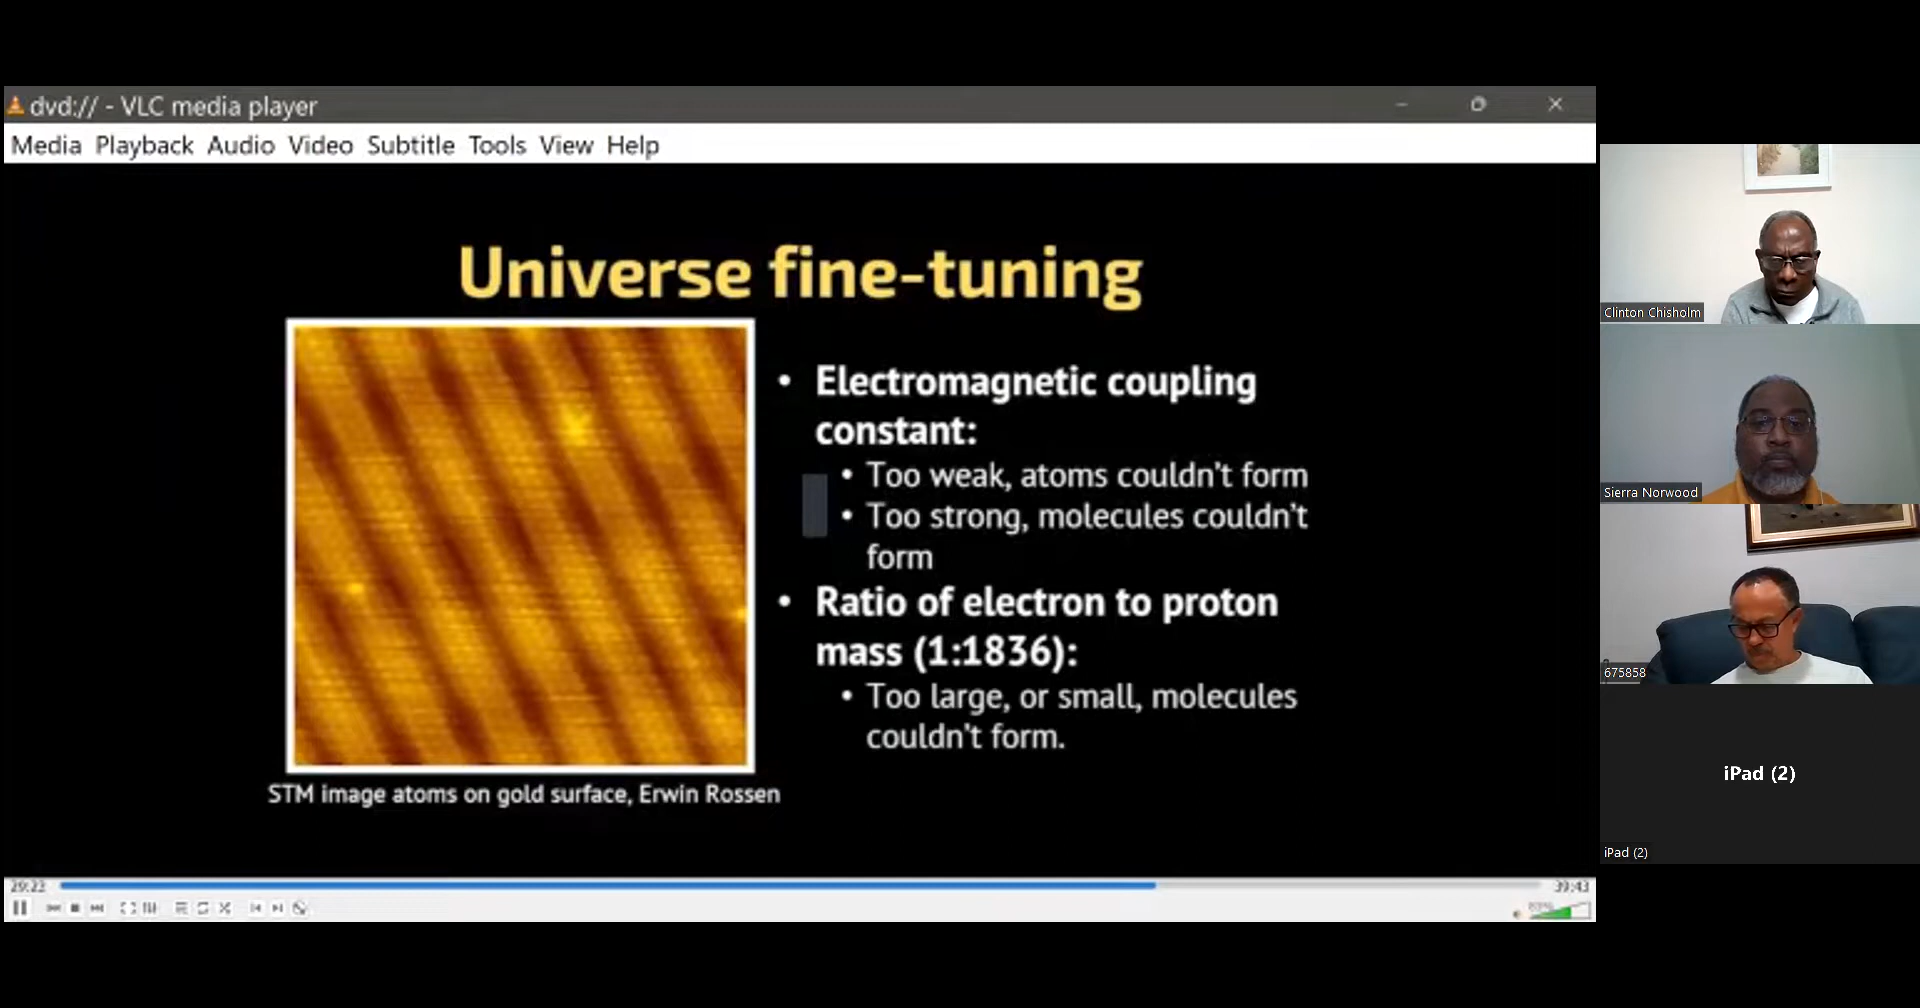 dvd:// - VLC media player
Media Playback Audio Video Subtitle Tools View Help
Universe fine-tuning
• Electromagnetic coupling
constant:
• Too weak, atoms couldn't form
• Too strong, molecules couldn't
form
• Ratio of electron to proton
mass (1:1836):
• Too large, or small, molecules
couldn't form.
STM image atoms on gold surface, Erwin Rossen
29:22
39:43
Clinton Chisholm
Sierra Norwood
675858
iPad (2)
iPad (2)